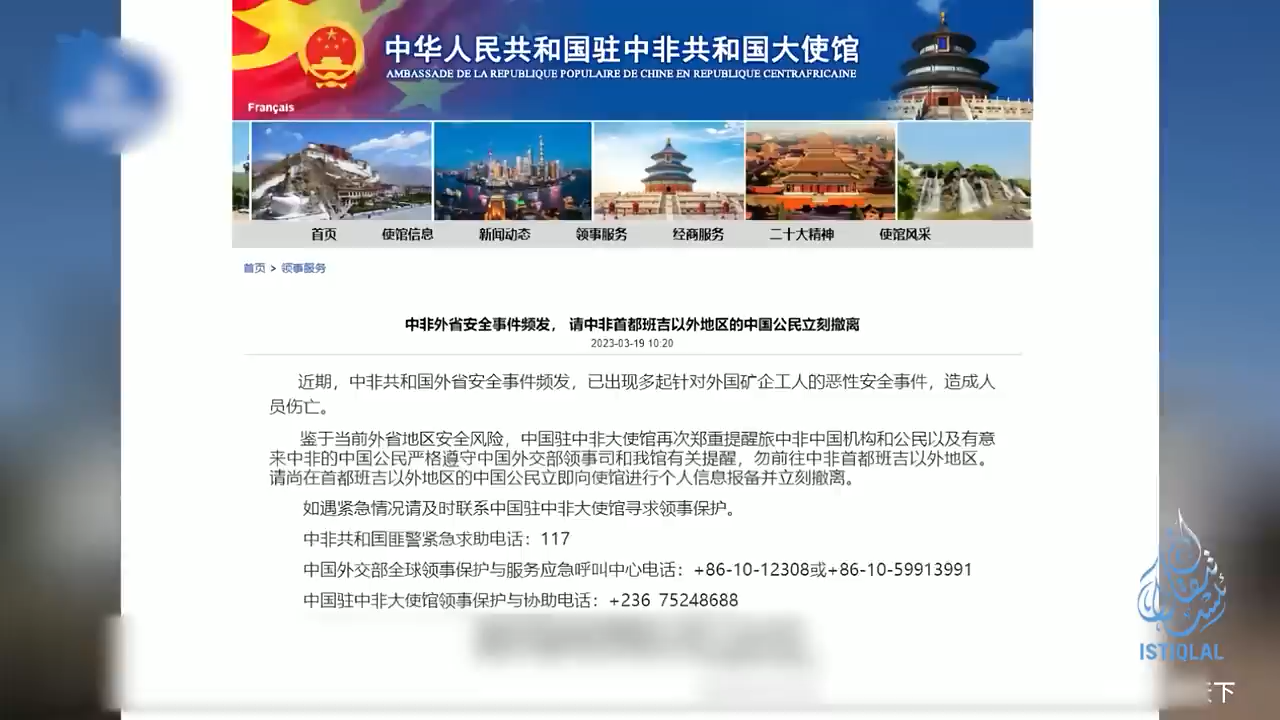 中华人民共和国驻中非共和国大使馆
AMBASSADE DE LA REPUBLIQUE POPULAIRE DE CHINE EN REPUBLIQUE CENTRAFRICAINE
Français
首页 使馆信息 新闻动态 领事服务 经商服务 二十大精神 使馆风采
首页 > 领事服务
中非外省安全事件频发， 请中非首都班吉以外地区的中国公民立刻撤离
2023-03-19 10:20
近期，中非共和国外省安全事件频发，已出现多起针对外国矿企工人的恶性安全事件，造成人
员伤亡。
鉴于当前外省地区安全风险，中国驻中非大使馆再次郑重提醒旅中非中国机构和公民以及有意
来中非的中国公民严格遵守中国外交部领事司和我馆有关提醒，勿前往中非首都班吉以外地区。
请尚在首都班吉以外地区的中国公民立即向使馆进行个人信息报备并立刻撤离。
如遇紧急情况请及时联系中国驻中非大使馆寻求领事保护。
中非共和国匪警紧急求助电话：117
中国外交部全球领事保护与服务应急呼叫中心电话：+86-10-12308或+86-10-59913991
中国驻中非大使馆领事保护与协助电话：+236 75248688
ISTIQLAL
下